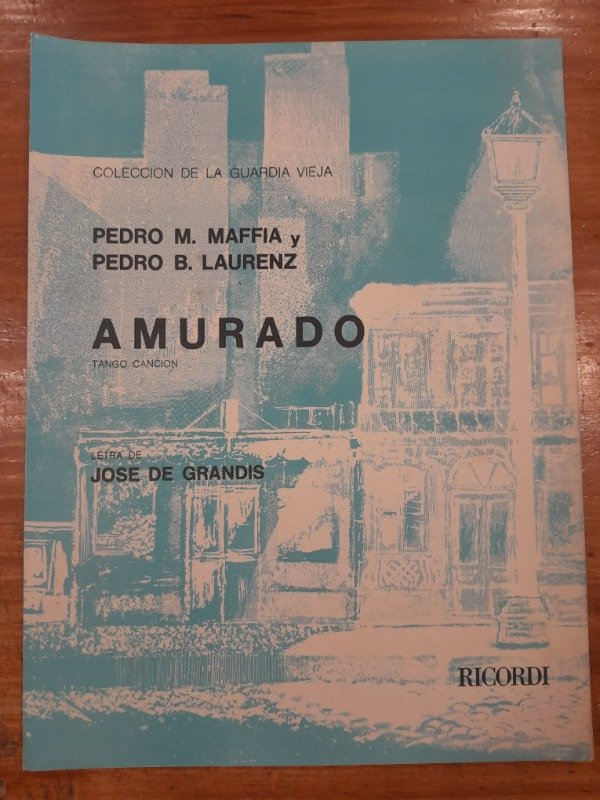 COLECCION DE LA GUARDIA VIEJA
PEDRO M. MAFFIA y
PEDRO B. LAURENZ
AMURADO
TANGO CANCION
LETRA DE
JOSE DE GRANDIS
RICORDI